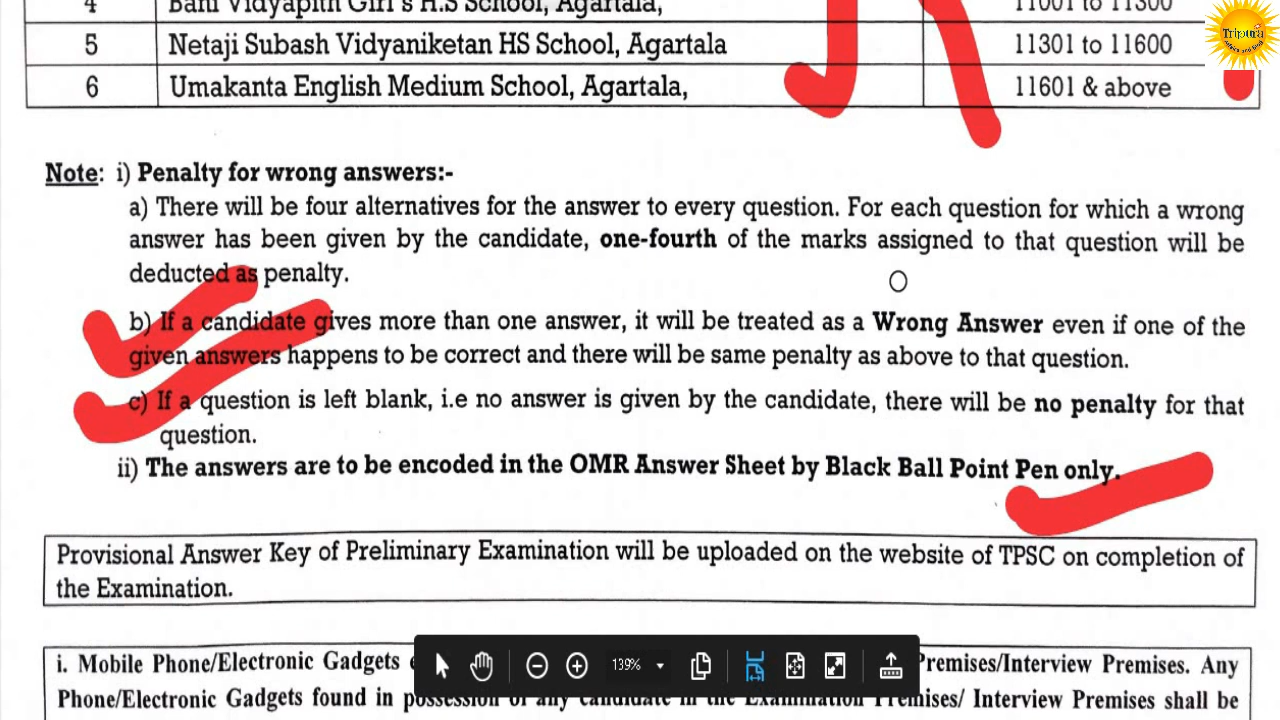 4 Bani Vidyapith Girl's H.S School, Agartala, 11001 to 11300
5 Netaji Subash Vidyaniketan HS School, Agartala 11301 to 11600
6 Umakanta English Medium School, Agartala, 11601 & above
Tripura
Note: i) Penalty for wrong answers:-
a) There will be four alternatives for the answer to every question. For each question for which a wrong
answer has been given by the candidate, one-fourth of the marks assigned to that question will be
deducted as penalty.
b) If a candidate gives more than one answer, it will be treated as a Wrong Answer even if one of the
given answers happens to be correct and there will be same penalty as above to that question.
c) If a question is left blank, i.e no answer is given by the candidate, there will be no penalty for that
question.
ii) The answers are to be encoded in the OMR Answer Sheet by Black Ball Point Pen only.
Provisional Answer Key of Preliminary Examination will be uploaded on the website of TPSC on completion of
the Examination.
i. Mobile Phone/Electronic Gadgets Premises/Interview Premises. Any
139%
Phone/Electronic Gadgets found in possession of any candidate in the Examination Premises/ Interview Premises shall be